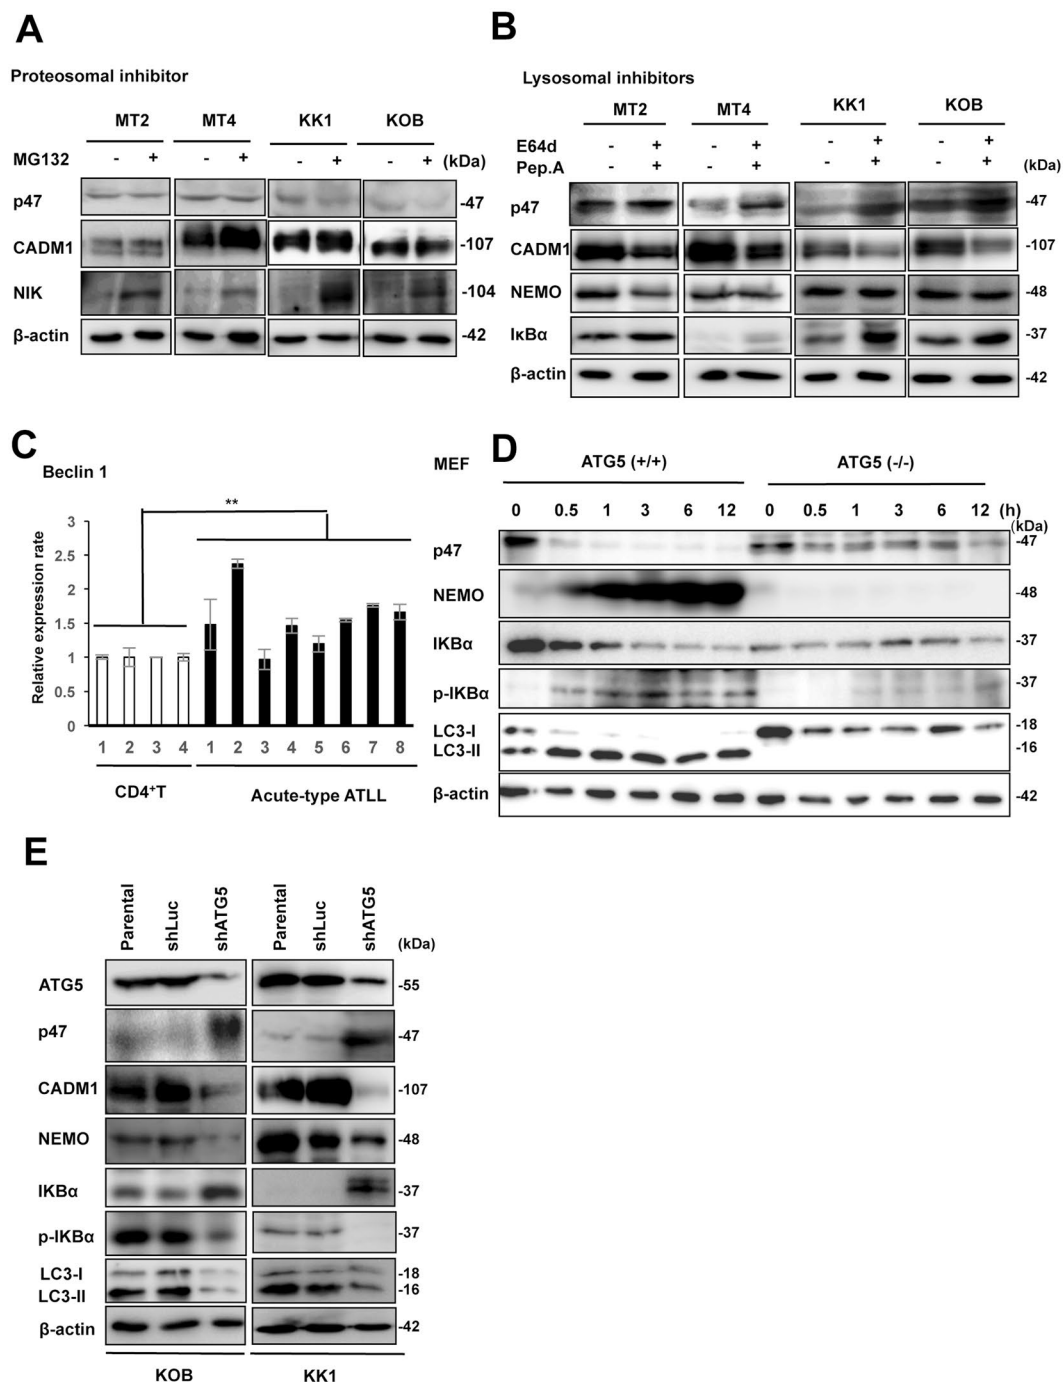 A
Proteosomal inhibitor
MT2 MT4 KK1 KOB
MG132 - + - + - + - + (kDa)
p47 -47
CADM1 -107
NIK -104
β-actin -42
B
Lysosomal inhibitors
MT2 MT4 KK1 KOB
E64d - + - + - + - +
Pep.A + + + + (kDa)
p47 -47
CADM1 -107
NEMO -48
IκBα -37
β-actin -42
C
Beclin 1
**
Relative expression rate
3
2.5
2
1.5
1
0.5
0
1 2 3 4 1 2 3 4 5 6 7 8
CD4+T Acute-type ATLL
D
MEF ATG5 (+/+) ATG5 (-/-)
0 0.5 1 3 6 12 0 0.5 1 3 6 12 (h)
(kDa)
p47 -47
NEMO -48
IKBα -37
p-IKBα -37
LC3-I -18
LC3-II -16
β-actin -42
E
Parental shLuc shATG5 Parental shLuc shATG5 (kDa)
ATG5 -55
p47 -47
CADM1 -107
NEMO -48
IKBα -37
p-IKBα -37
LC3-I -18
LC3-II -16
β-actin -42
KOB KK1